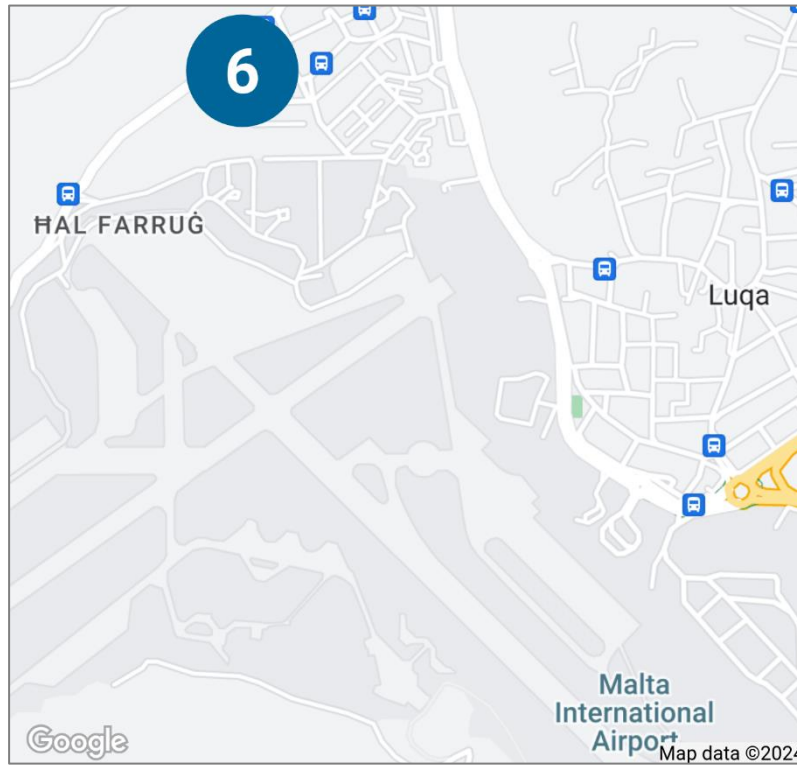 6
ĦAL FARRUĠ
Luqa
Malta
International
Airport
Google
Map data ©2024